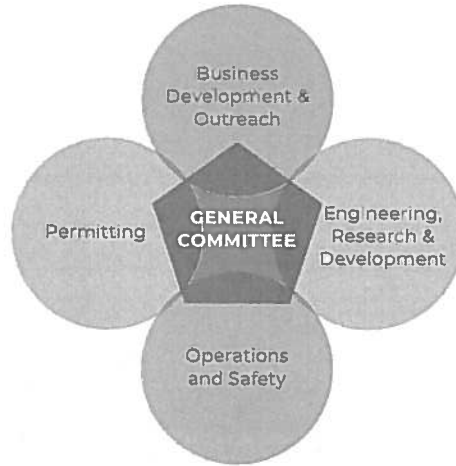 Business
Development &
Outreach
Permitting
GENERAL
COMMITTEE
Engineering,
Research &
Development
Operations
and Safety